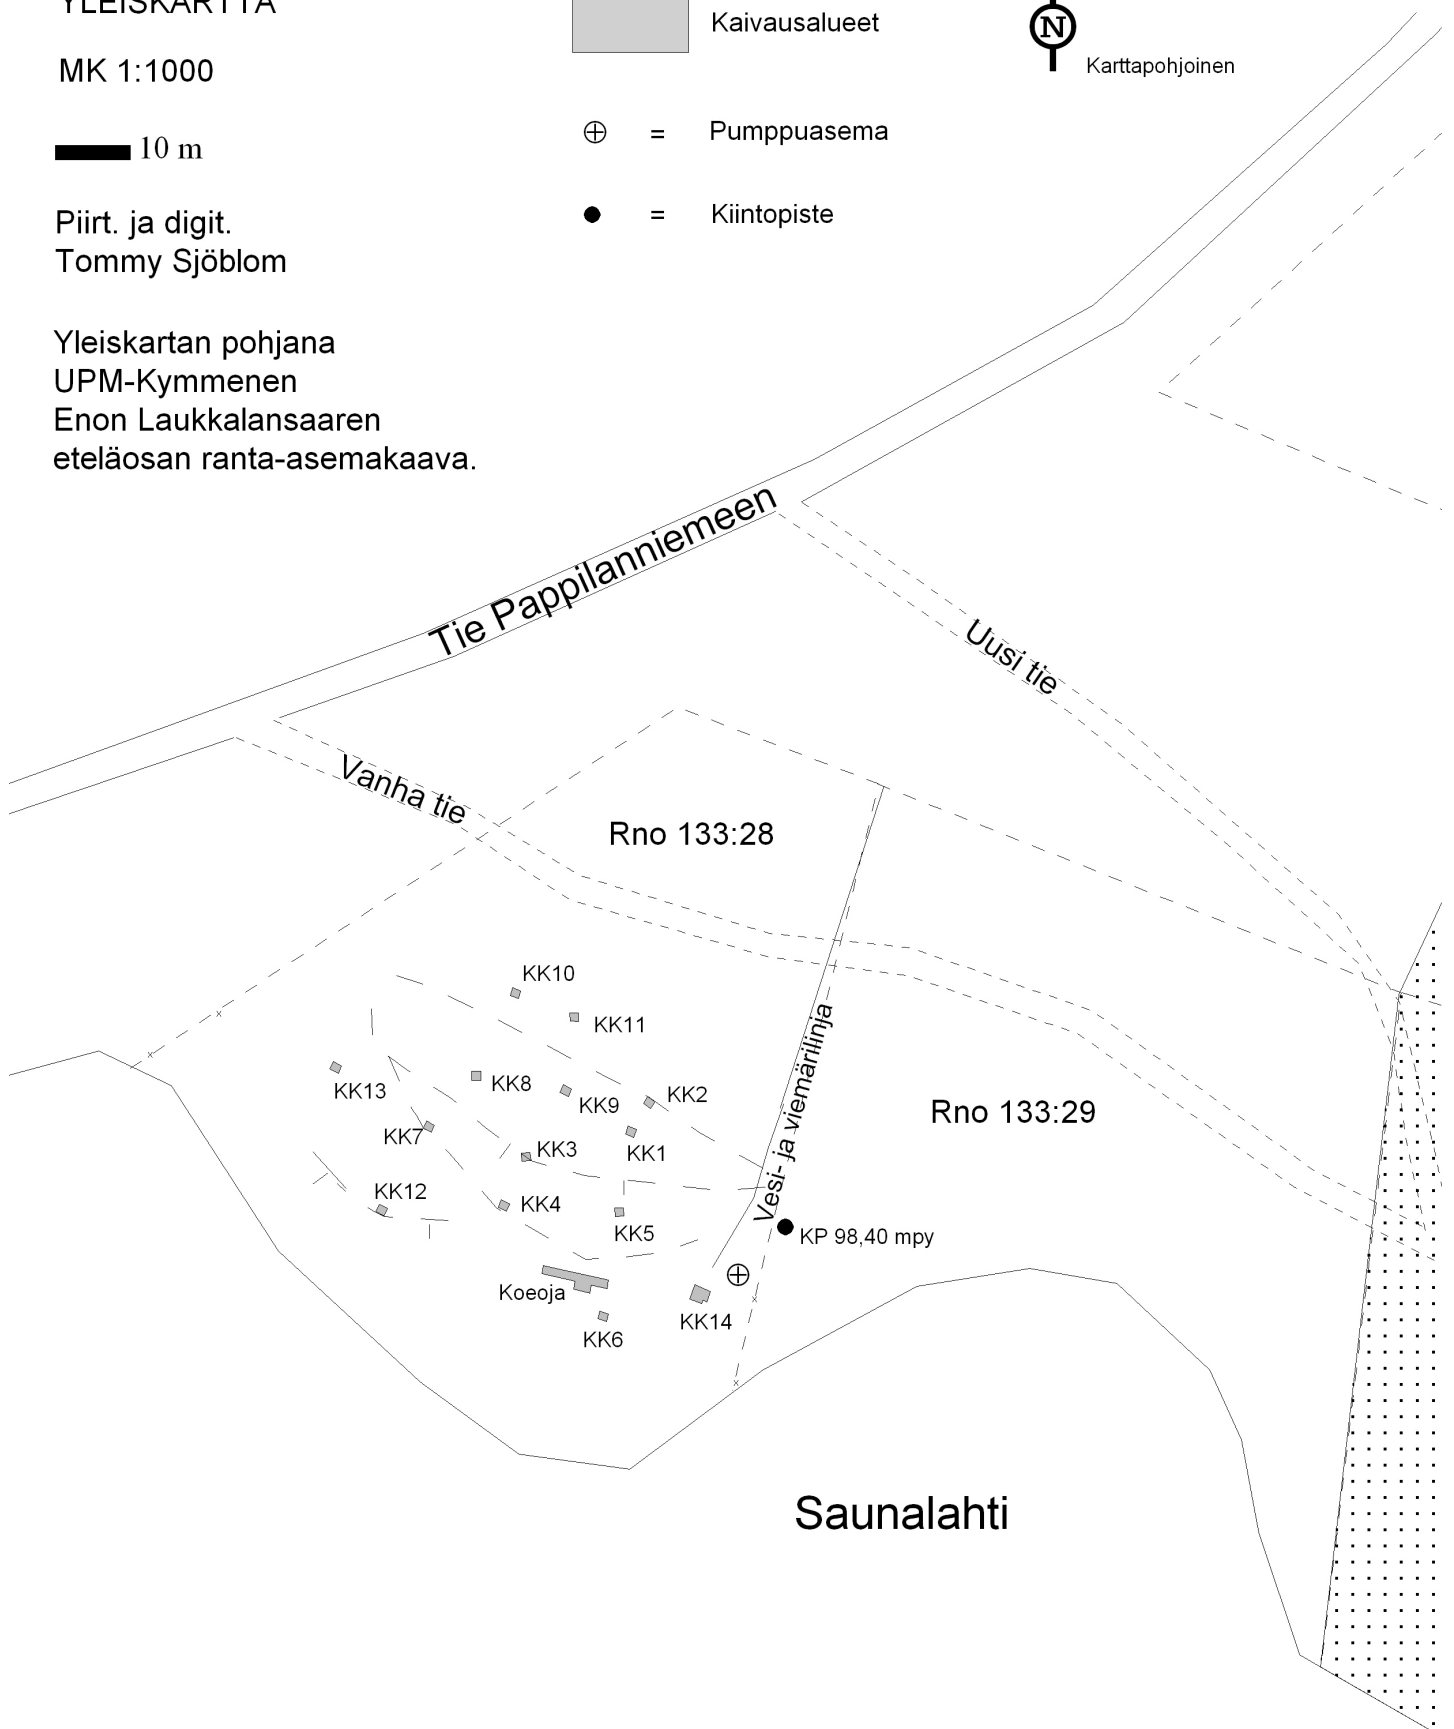 YLEISKARTTA
Kaivausalueet
N
Karttapohjoinen
MK 1:1000
10 m
= Pumppuasema
= Kiintopiste
Piirt. ja digit.
Tommy Sjöblom
Yleiskartan pohjana
UPM-Kymmenen
Enon Laukkalansaaren
eteläosan ranta-asemakaava.
Tie Pappilanniemeen
Uusi tie
Vanha tie
Rno 133:28
KK10
KK11
Vesi- ja viemärilinja
KK13
KK8
KK9
KK2
Rno 133:29
KK7
KK3
KK1
KK12
KK4
KK5
KP 98,40 mpy
Koeoja
KK14
KK6
Saunalahti